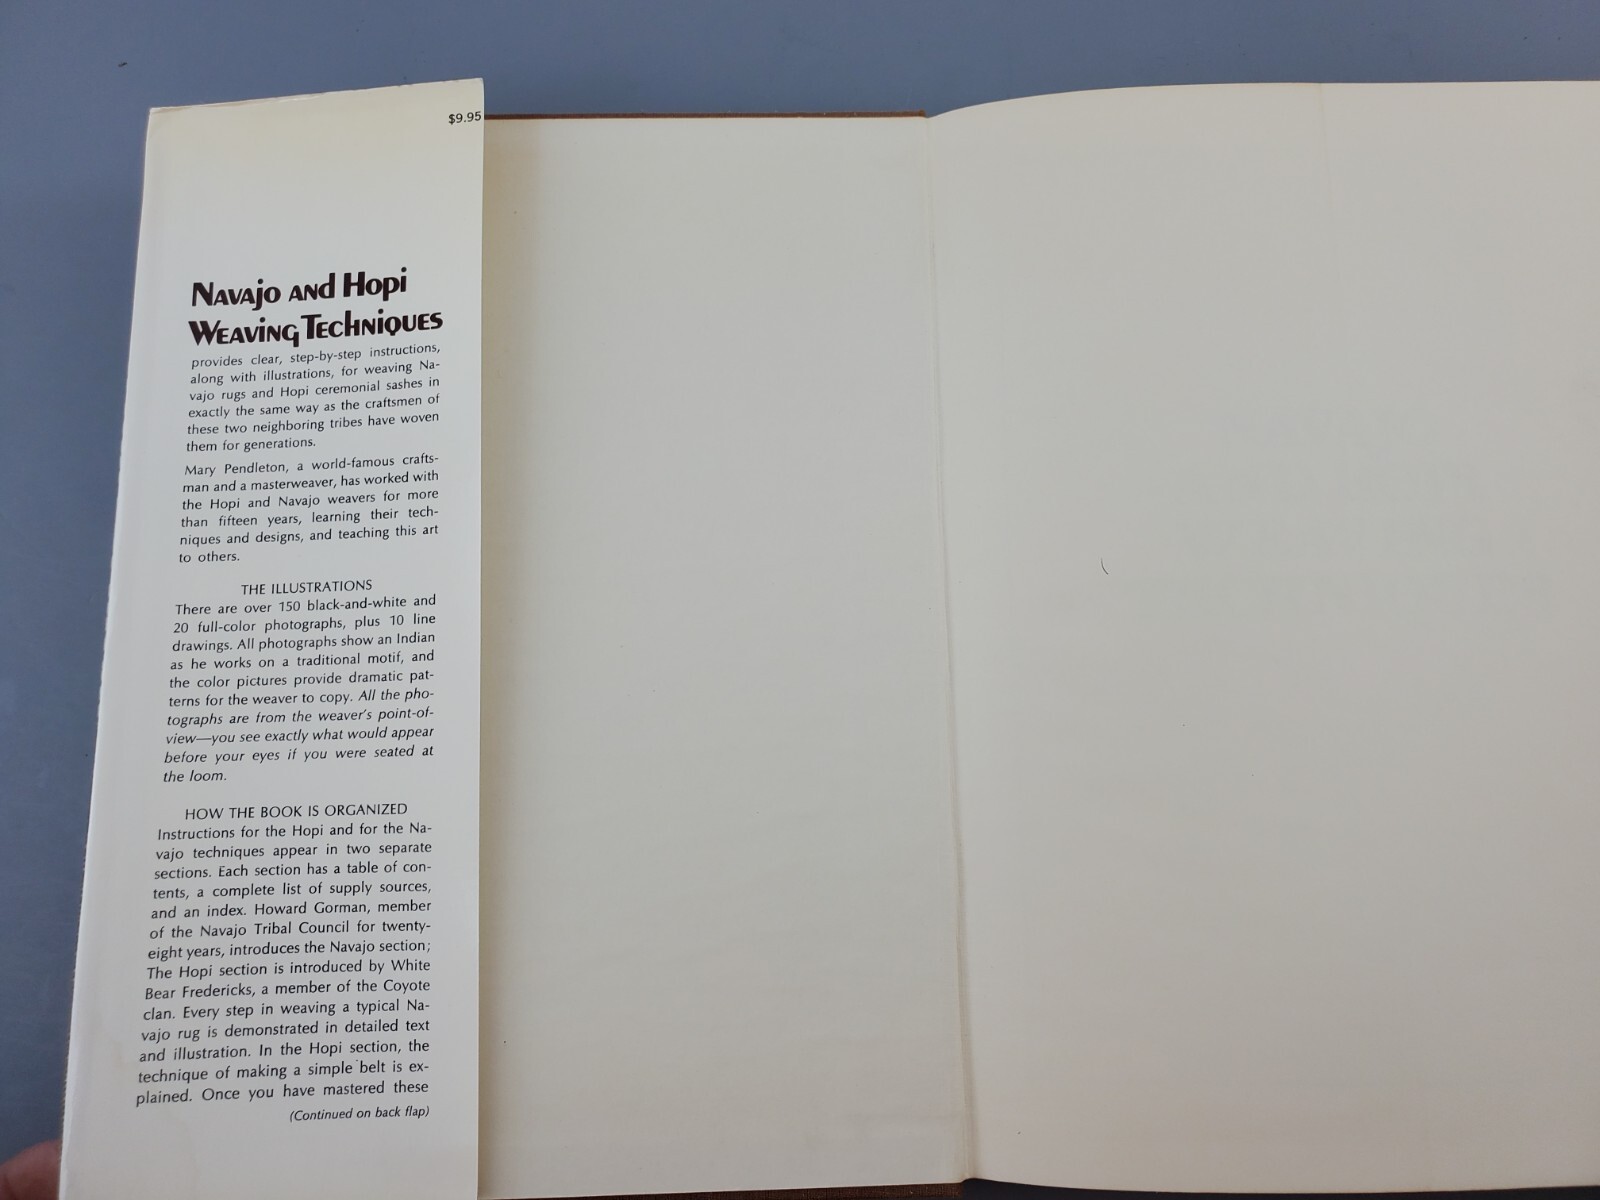 $9.95
Navajo and Hopi
Weaving Techniques
provides clear, step-by-step instructions,
along with illustrations, for weaving Na-
vajo rugs and Hopi ceremonial sashes in
exactly the same way as the craftsmen of
these two neighboring tribes have woven
them for generations.
Mary Pendleton, a world-famous crafts-
man and a masterweaver, has worked with
the Hopi and Navajo weavers for more
than fifteen years, learning their tech-
niques and designs, and teaching this art
to others.
THE ILLUSTRATIONS
There are over 150 black-and-white and
20 full-color photographs, plus 10 line
drawings. All photographs show an Indian
as he works on a traditional motif, and
the color pictures provide dramatic pat-
terns for the weaver to copy. All the pho-
tographs are from the weaver's point-of-
view—you see exactly what would appear
before your eyes if you were seated at
the loom.
HOW THE BOOK IS ORGANIZED
Instructions for the Hopi and for the Na-
vajo techniques appear in two separate
sections. Each section has a table of con-
tents, a complete list of supply sources,
and an index. Howard Gorman, member
of the Navajo Tribal Council for twenty-
eight years, introduces the Navajo section;
The Hopi section is introduced by White
Bear Fredericks, a member of the Coyote
clan. Every step in weaving a typical Na-
vajo rug is demonstrated in detailed text
and illustration. In the Hopi section, the
technique of making a simple belt is ex-
plained. Once you have mastered these
(Continued on back flap)